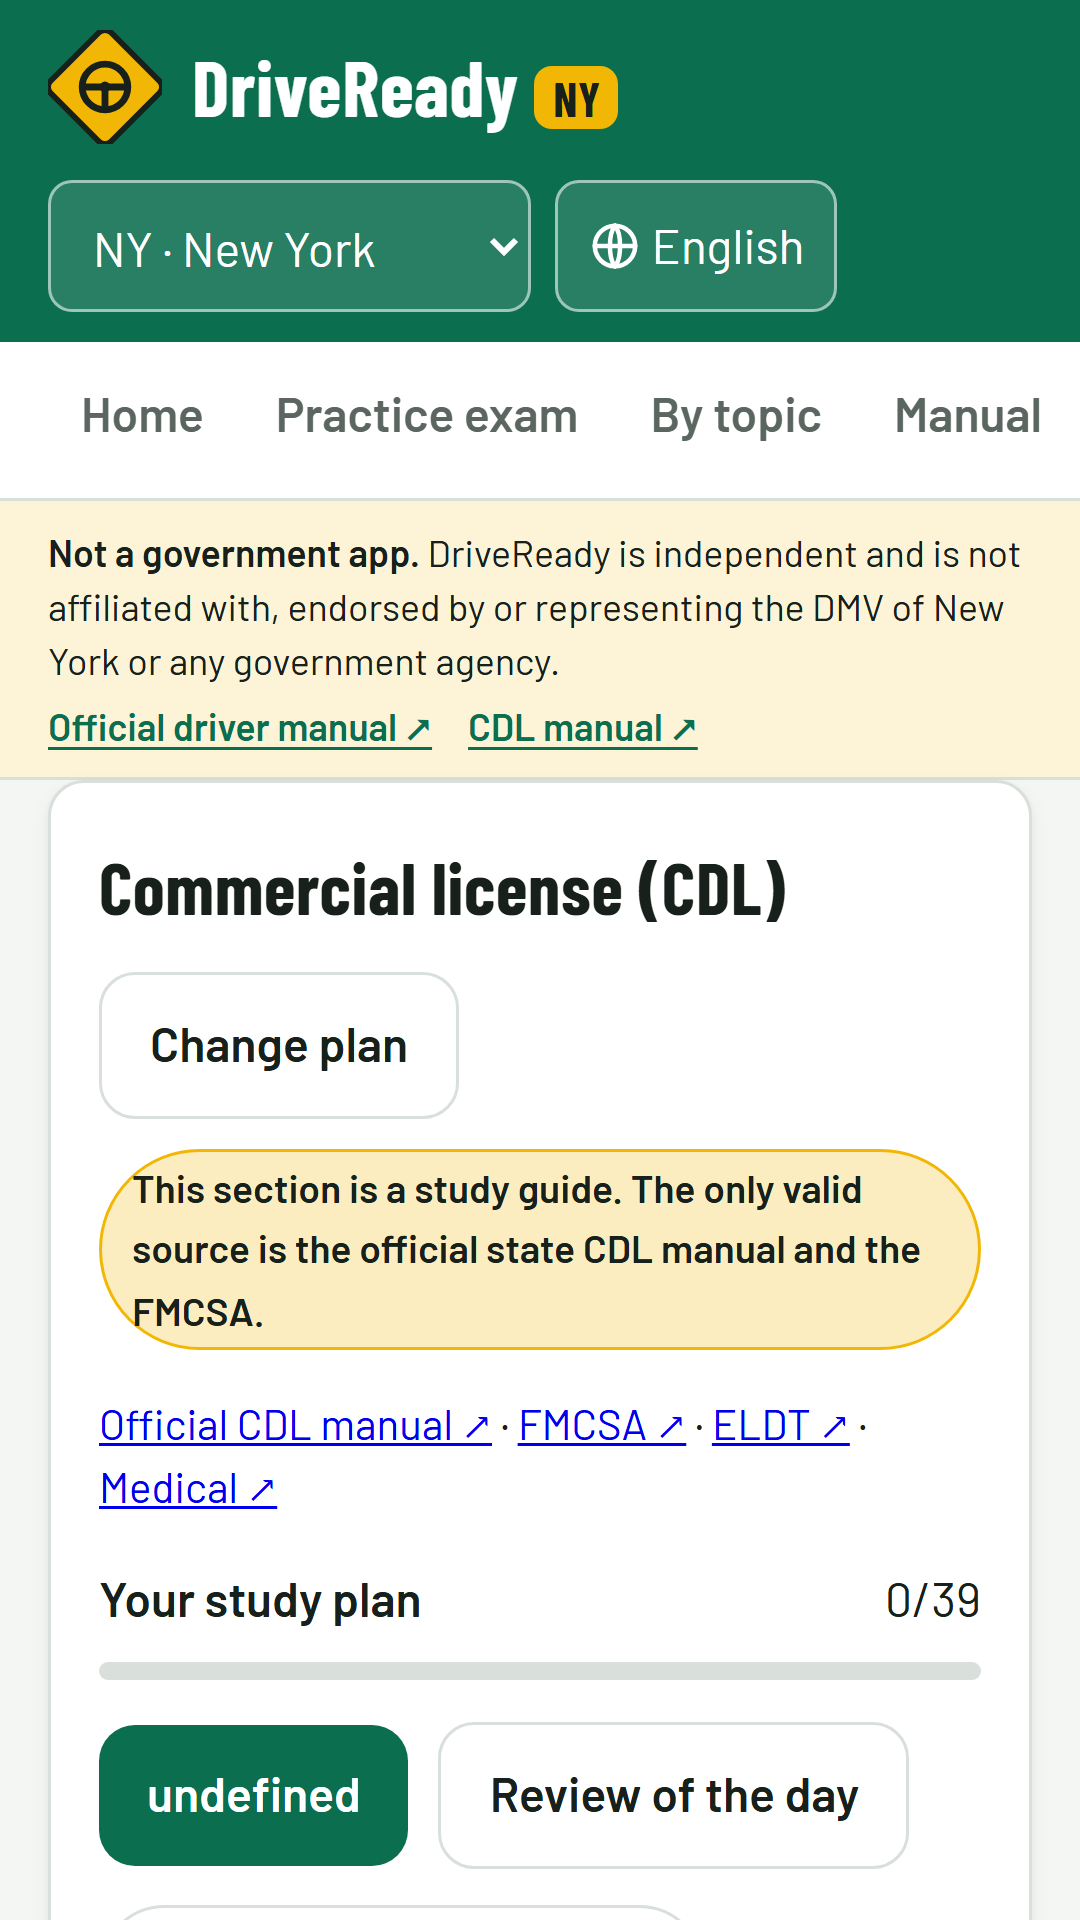 DriveReady NY
NY · New York
English
Home Practice exam By topic Manual
Not a government app. DriveReady is independent and is not
affiliated with, endorsed by or representing the DMV of New
York or any government agency.
Official driver manual ↗ CDL manual ↗
Commercial license (CDL)
Change plan
This section is a study guide. The only valid
source is the official state CDL manual and the
FMCSA.
Official CDL manual ↗ · FMCSA ↗ · ELDT ↗ ·
Medical ↗
Your study plan 0/39
undefined Review of the day